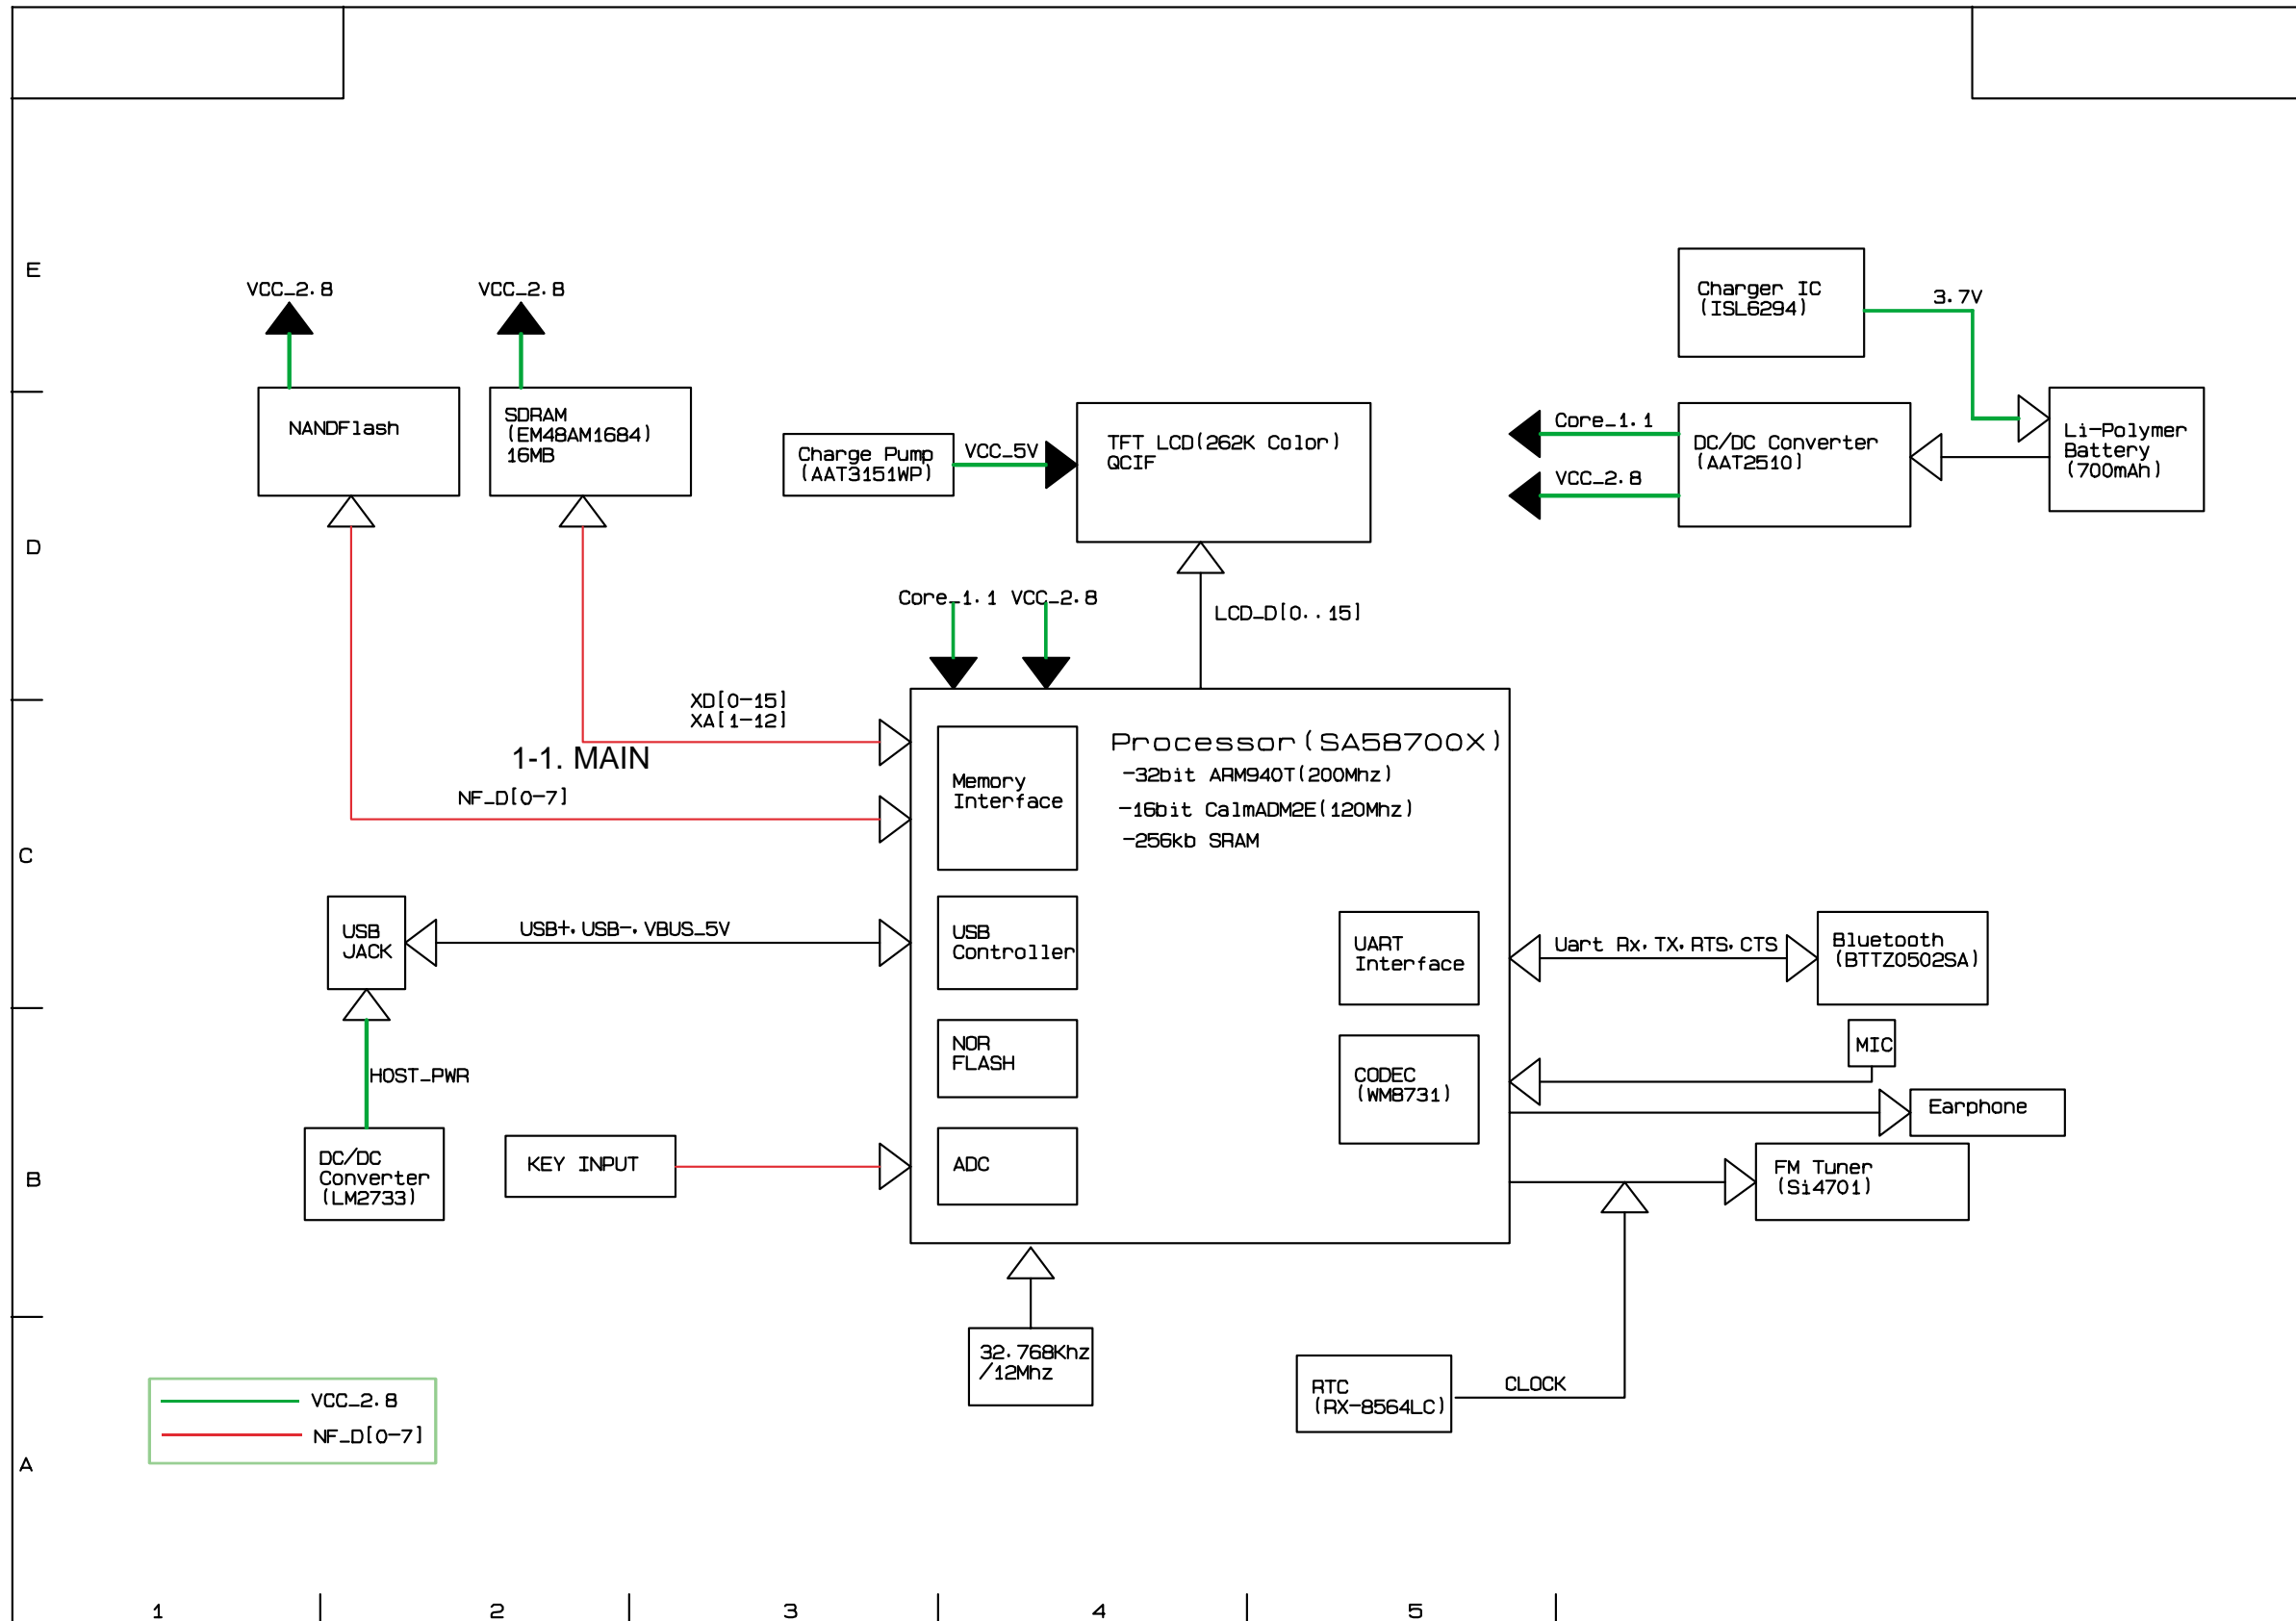 E
VCC_2.8
VCC_2.8
Charger IC
(ISL6294)
3.7V
NANDFlash
SDRAM
(EM48AM1684)
16MB
Charge Pump
(AAT3151WP)
VCC_5V
TFT LCD(262K Color)
QCIF
Core_1.1
VCC_2.8
DC/DC Converter
(AAT2510)
Li-Polymer
Battery
(700mAh)
D
Core_1.1 VCC_2.8
LCD_D[0..15]
XD[0-15]
XA[1-12]
1-1. MAIN
NF_D[0-7]
Memory
Interface
Processor(SA58700X)
-32bit ARM940T(200Mhz)
-16bit CalmADM2E(120Mhz)
-256kb SRAM
C
USB
JACK
USB+,USB-,VBUS_5V
USB
Controller
UART
Interface
Uart Rx,TX,RTS,CTS
Bluetooth
(BTTZ0502SA)
HOST_PWR
NOR
FLASH
CODEC
(WM8731)
MIC
Earphone
B
DC/DC
Converter
(LM2733)
KEY INPUT
ADC
FM Tuner
(Si4701)
32.768Khz
/12Mhz
RTC
(RX-8564LC)
CLOCK
VCC_2.8
NF_D[0-7]
A
1
2
3
4
5